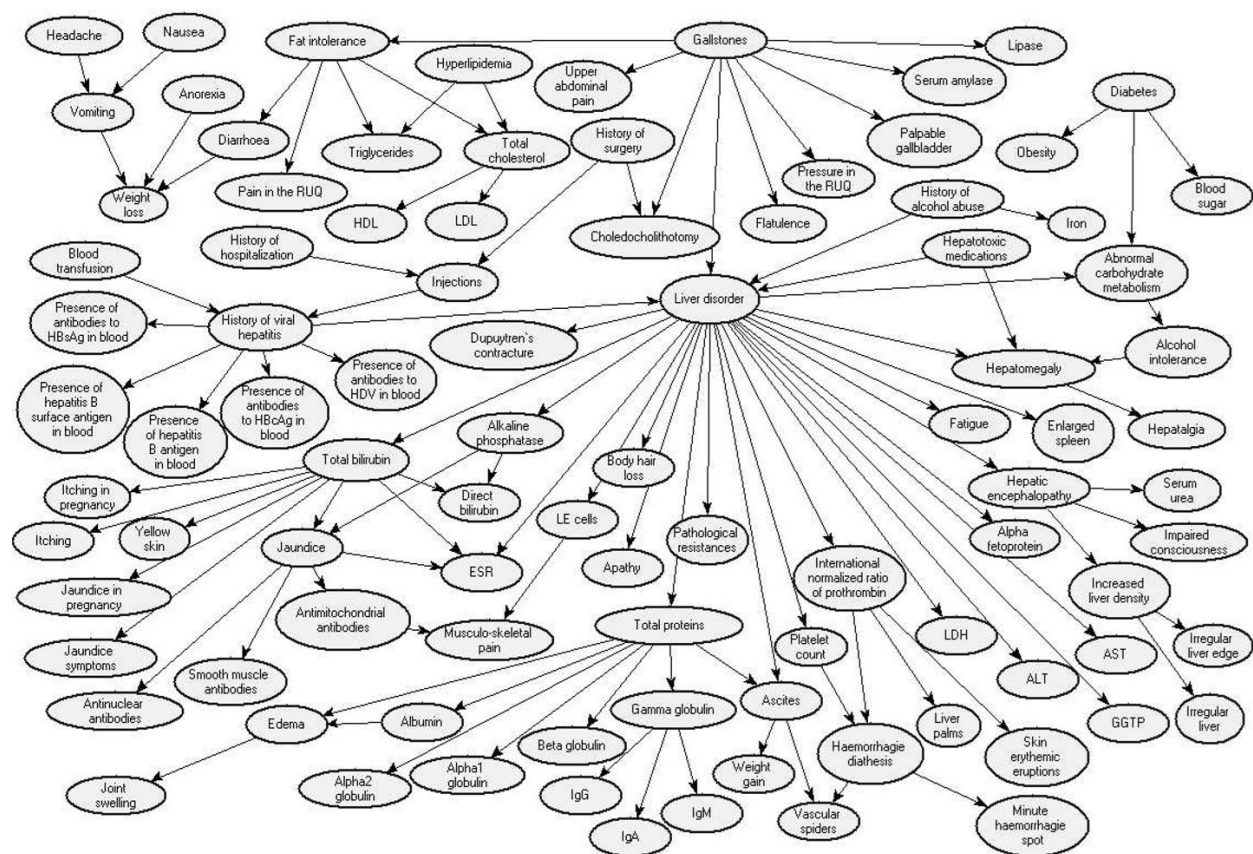 Headache
Nausea
Fat intolerance
Gallstones
Lipase
Hyperlipidemia
Upper
abdominal
pain
Serum amylase
Vomiting
Anorexia
Diabetes
Diarrhoea
Triglycerides
Total
cholesterol
History of
surgery
Palpable
gallbladder
Obesity
Weight
loss
Pain in the RUQ
HDL
LDL
Pressure in
the RUQ
Flatulence
History of
alcohol abuse
Blood
sugar
Iron
Choledocholithotomy
History of
hospitalization
Hepatotoxic
medications
Blood
transfusion
Injections
Abnormal
carbohydrate
metabolism
Liver disorder
Presence of
antibodies to
HBsAg in blood
History of viral
hepatitis
Dupuytren`s
contracture
Alcohol
intolerance
Hepatomegaly
Presence of
antibodies to
HDV in blood
Presence of
hepatitis B
surface antigen
in blood
Presence
of hepatitis
B antigen
in blood
Presence of
antibodies
to HBcAg in
blood
Alkaline
phosphatase
Fatigue
Enlarged
spleen
Hepatalgia
Total bilirubin
Body hair
loss
Hepatic
encephalopathy
Serum
urea
Itching in
pregnancy
Direct
bilirubin
Itching
Yellow
skin
Jaundice
LE cells
Pathological
resistances
Alpha
fetoprotein
Impaired
consciousness
ESR
Apathy
International
normalized ratio
of prothrombin
Jaundice in
pregnancy
Increased
liver density
Antimitochondrial
antibodies
Musculo-skeletal
pain
Total proteins
Platelet
count
LDH
AST
Irregular
liver edge
Jaundice
symptoms
Smooth muscle
antibodies
ALT
Antinuclear
antibodies
Edema
Albumin
Gamma globulin
Ascites
Liver
palms
GGTP
Irregular
liver
Beta globulin
Haemorrhagie
diathesis
Skin
erythemic
eruptions
Joint
swelling
Alpha2
globulin
Alpha1
globulin
IgG
IgA
IgM
Weight
gain
Vascular
spiders
Minute
haemorrhagie
spot